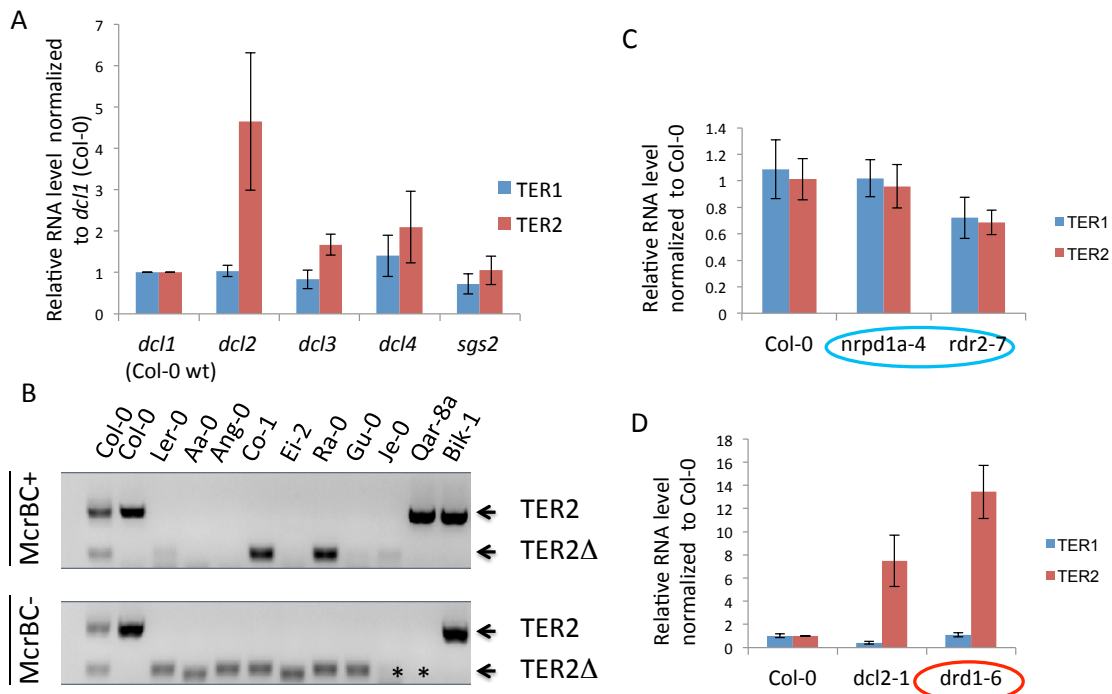 A
Relative RNA level normalized
to dcl1 (Col-0)
7
6
5
4
3
2
1
0
TER1
TER2
dcl1 dcl2 dcl3 dcl4 sgs2
(Col-0 wt)
B
Col-0 Col-0 Ler-0 Aa-0 Ang-0 Co-1 Ei-2 Ra-0 Gu-0 Je-0 Qar-8a Bik-1
McrBC+
TER2
TER2Δ
McrBC-
TER2
* * TER2Δ
C
Relative RNA level
normalized to Col-0
1.4
1.2
1
0.8
0.6
0.4
0.2
0
TER1
TER2
Col-0 nrpd1a-4 rdr2-7
D
Relative RNA level
normalized to Col-0
18
16
14
12
10
8
6
4
2
0
TER1
TER2
Col-0 dcl2-1 drd1-6